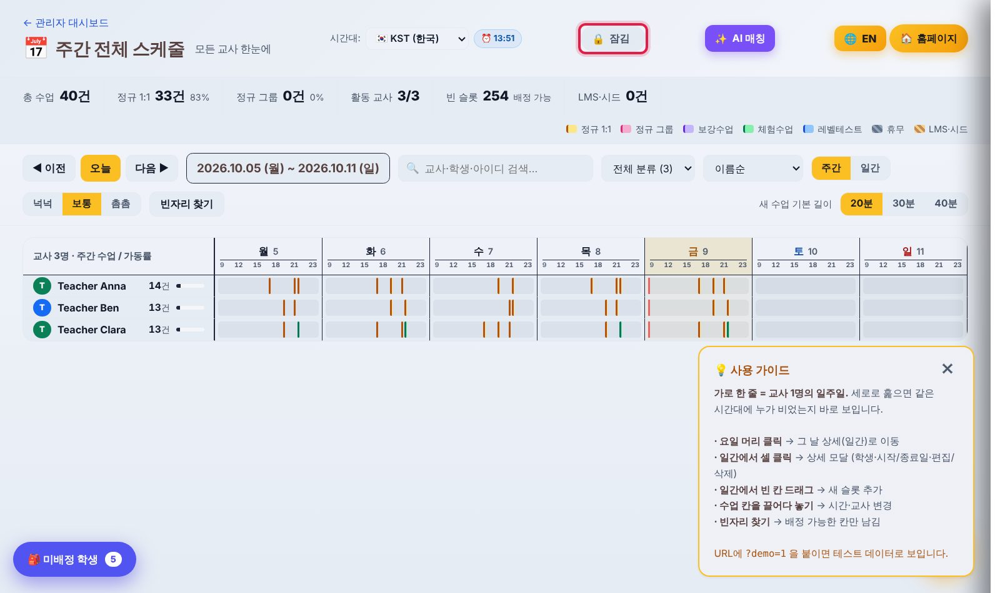 ← 관리자 대시보드
주간 전체 스케줄 모든 교사 한눈에
시간대: KST (한국) 13:51
잠김
AI 매칭
EN
홈페이지
총 수업 40건 정규 1:1 33건 83% 정규 그룹 0건 0% 활동 교사 3/3 빈 슬롯 254 배정 가능 LMS·시드 0건
정규 1:1 정규 그룹 보강수업 체험수업 레벨테스트 휴무 LMS·시드
◀ 이전 오늘 다음 ▶ 2026.10.05 (월) ~ 2026.10.11 (일) 교사·학생·아이디 검색... 전체 분류 (3) 이름순 주간 일간
넉넉 보통 촘촘 빈자리 찾기 새 수업 기본 길이 20분 30분 40분
교사 3명 · 주간 수업 / 가동률 월 5 화 6 수 7 목 8 금 9 토 10 일 11
9 12 15 18 21 23 9 12 15 18 21 23 9 12 15 18 21 23 9 12 15 18 21 23 9 12 15 18 21 23 9 12 15 18 21 23 9 12 15 18 21 23
T Teacher Anna 14건
T Teacher Ben 13건
T Teacher Clara 13건
사용 가이드 ✕
가로 한 줄 = 교사 1명의 일주일. 세로로 훑으면 같은
시간대에 누가 비었는지 바로 보입니다.
· 요일 머리 클릭 → 그 날 상세(일간)로 이동
· 일간에서 셀 클릭 → 상세 모달 (학생·시작/종료일·편집/
삭제)
· 일간에서 빈 칸 드래그 → 새 슬롯 추가
· 수업 칸을 끌어다 놓기 → 시간·교사 변경
· 빈자리 찾기 → 배정 가능한 칸만 남김
URL에 ?demo=1 을 붙이면 테스트 데이터로 보입니다.
미배정 학생 5